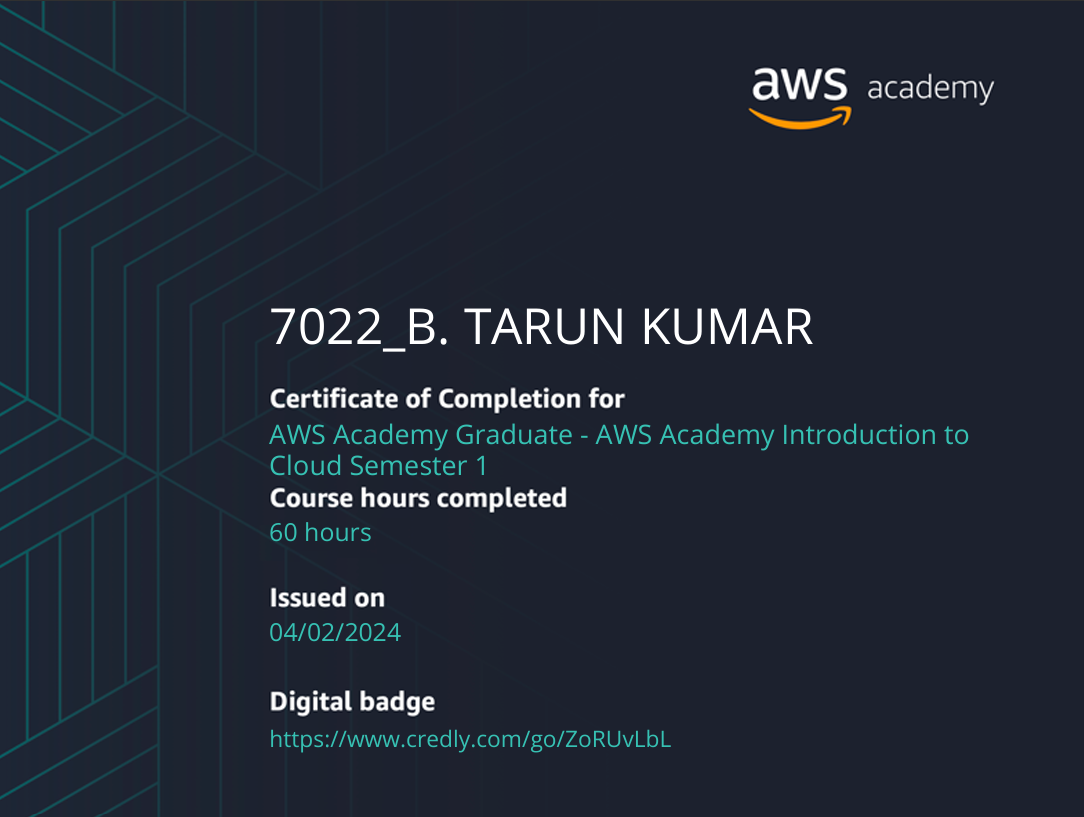 aws academy
7022_B. TARUN KUMAR
Certificate of Completion for
AWS Academy Graduate - AWS Academy Introduction to
Cloud Semester 1
Course hours completed
60 hours
Issued on
04/02/2024
Digital badge
https://www.credly.com/go/ZoRUvLbL